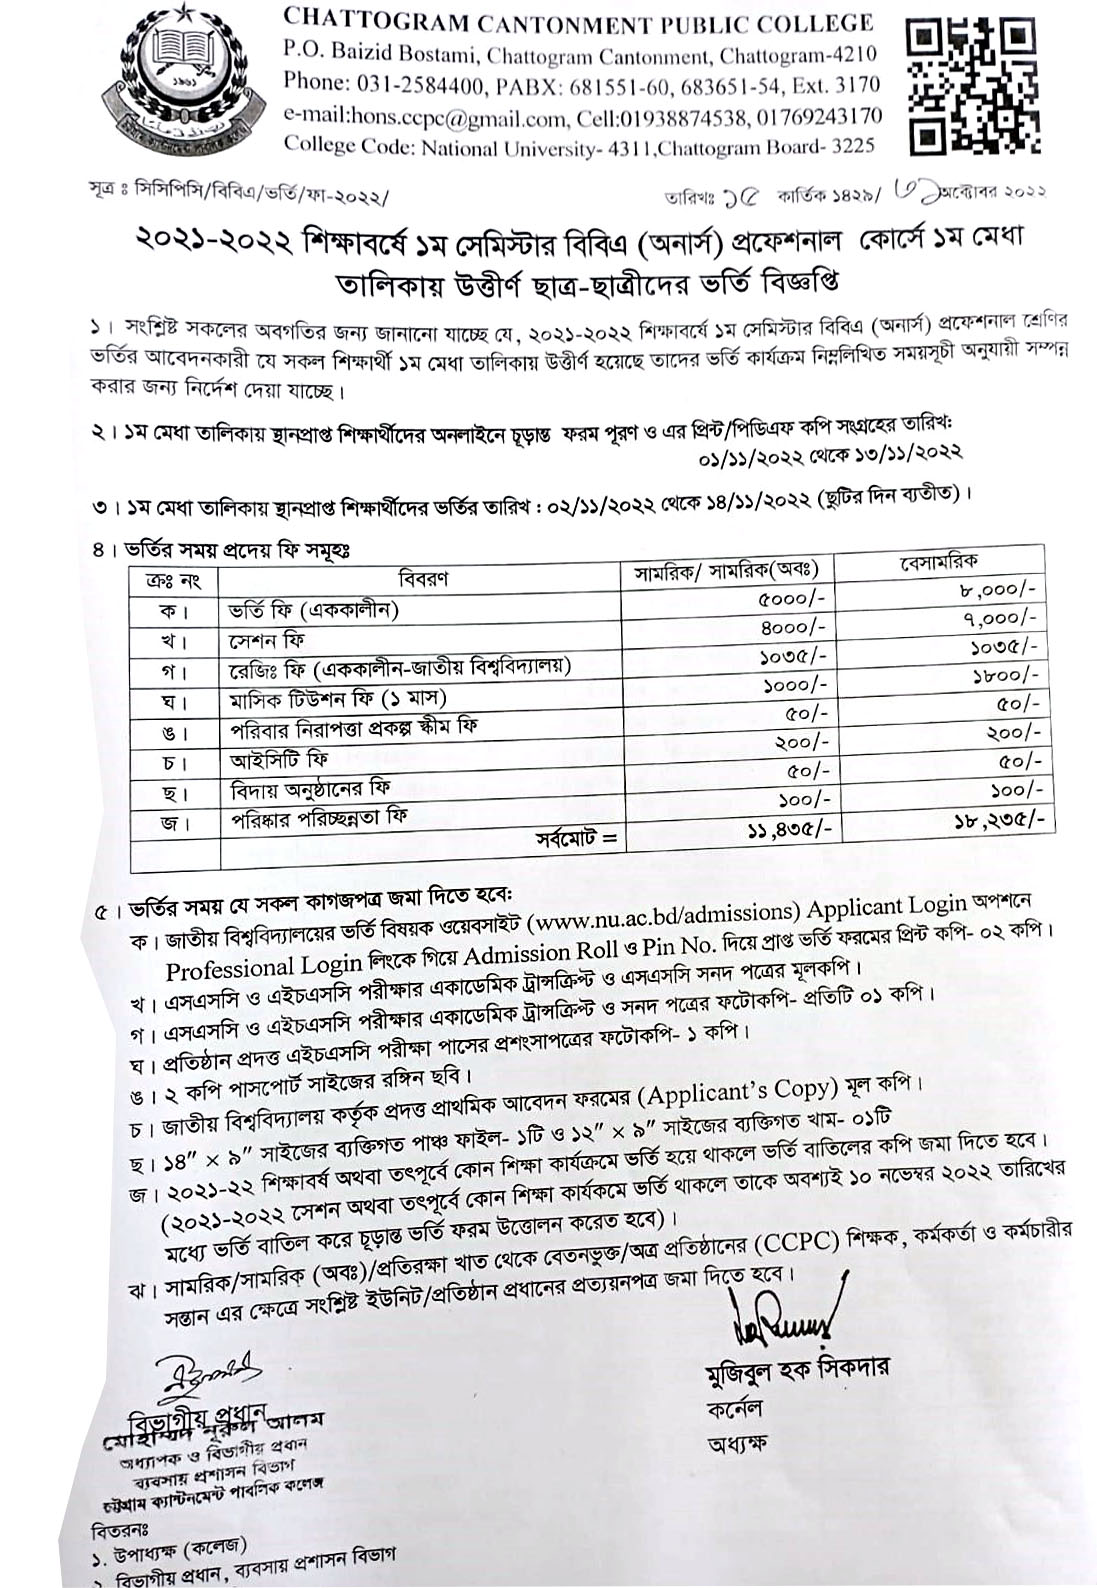 CHATTOGRAM CANTONMENT PUBLIC COLLEGE
P.O. Baizid Bostami, Chattogram Cantonment, Chattogram-4210
Phone: 031-2584400, PABX: 681551-60, 683651-54, Ext. 3170
e-mail:hons.ccpc@gmail.com, Cell:01938874538, 01769243170
College Code: National University- 4311,Chattogram Board- 3225
সূত্র ঃ সিসিপিসি/বিবিএ/ভর্তি/ফা-২০২২/
তারিখঃ ১৫ কার্তিক ১৪২৯/ ৩১ অক্টোবর ২০২২
২০২১-২০২২ শিক্ষাবর্ষে ১ম সেমিস্টার বিবিএ (অনার্স) প্রফেশনাল কোর্সে ১ম মেধা
তালিকায় উত্তীর্ণ ছাত্র-ছাত্রীদের ভর্তি বিজ্ঞপ্তি
১। সংশ্লিষ্ট সকলের অবগতির জন্য জানানো যাচ্ছে যে, ২০২১-২০২২ শিক্ষাবর্ষে ১ম সেমিস্টার বিবিএ (অনার্স) প্রফেশনাল শ্রেণির
ভর্তির আবেদনকারী যে সকল শিক্ষার্থী ১ম মেধা তালিকায় উত্তীর্ণ হয়েছে তাদের ভর্তি কার্যক্রম নিম্নলিখিত সময়সূচী অনুযায়ী সম্পন্ন
করার জন্য নির্দেশ দেয়া যাচ্ছে।
২। ১ম মেধা তালিকায় স্থানপ্রাপ্ত শিক্ষার্থীদের অনলাইনে চূড়ান্ত ফরম পূরণ ও এর প্রিন্ট/পিডিএফ কপি সংগ্রহের তারিখ:
০১/১১/২০২২ থেকে ১৩/১১/২০২২
৩। ১ম মেধা তালিকায় স্থানপ্রাপ্ত শিক্ষার্থীদের ভর্তির তারিখ : ০২/১১/২০২২ থেকে ১৪/১১/২০২২ (ছুটির দিন ব্যতীত)।
৪। ভর্তির সময় প্রদেয় ফি সমূহঃ
ক্রঃ নং বিবরণ সামরিক/ সামরিক(অবঃ) বেসামরিক
ক। ভর্তি ফি (এককালীন) ৫০০০/- ৮,০০০/-
খ। সেশন ফি ৪০০০/- ৭,০০০/-
গ। রেজিঃ ফি (এককালীন-জাতীয় বিশ্ববিদ্যালয়) ১০৩৫/- ১০৩৫/-
ঘ। মাসিক টিউশন ফি (১ মাস) ১০০০/- ১৮০০/-
ঙ। পরিবার নিরাপত্তা প্রকল্প স্কীম ফি ৫০/- ৫০/-
চ। আইসিটি ফি ২০০/- ২০০/-
ছ। বিদায় অনুষ্ঠানের ফি ৫০/- ৫০/-
জ। পরিষ্কার পরিচ্ছন্নতা ফি ১০০/- ১০০/-
সর্বমোট = ১১,৪৩৫/- ১৮,২৩৫/-
৫। ভর্তির সময় যে সকল কাগজপত্র জমা দিতে হবে:
ক। জাতীয় বিশ্ববিদ্যালয়ের ভর্তি বিষয়ক ওয়েবসাইট (www.nu.ac.bd/admissions) Applicant Login অপশনে
Professional Login লিংকে গিয়ে Admission Roll ও Pin No. দিয়ে প্রাপ্ত ভর্তি ফরমের প্রিন্ট কপি- ০২ কপি।
খ। এসএসসি ও এইচএসসি পরীক্ষার একাডেমিক ট্রান্সক্রিপ্ট ও এসএসসি সনদ পত্রের মূলকপি।
গ। এসএসসি ও এইচএসসি পরীক্ষার একাডেমিক ট্রান্সক্রিপ্ট ও সনদ পত্রের ফটোকপি- প্রতিটি ০১ কপি।
ঘ। প্রতিষ্ঠান প্রদত্ত এইচএসসি পরীক্ষা পাসের প্রশংসাপত্রের ফটোকপি- ১ কপি।
ঙ। ২ কপি পাসপোর্ট সাইজের রঙ্গিন ছবি।
চ। জাতীয় বিশ্ববিদ্যালয় কর্তৃক প্রদত্ত প্রাথমিক আবেদন ফরমের (Applicant's Copy) মূল কপি।
ছ। ১৪" × ৯" সাইজের ব্যক্তিগত পাঞ্চ ফাইল- ১টি ও ১২" × ৯" সাইজের ব্যক্তিগত খাম- ০১টি
জ। ২০২১-২২ শিক্ষাবর্ষ অথবা তৎপূর্বে কোন শিক্ষা কার্যক্রমে ভর্তি হয়ে থাকলে ভর্তি বাতিলের কপি জমা দিতে হবে।
(২০২১-২০২২ সেশন অথবা তৎপূর্বে কোন শিক্ষা কার্যকমে ভর্তি থাকলে তাকে অবশ্যই ১০ নভেম্বর ২০২২ তারিখের
মধ্যে ভর্তি বাতিল করে চূড়ান্ত ভর্তি ফরম উত্তোলন করেত হবে)।
ঝ। সামরিক/সামরিক (অবঃ)/প্রতিরক্ষা খাত থেকে বেতনভুক্ত/অত্র প্রতিষ্ঠানের (CCPC) শিক্ষক, কর্মকর্তা ও কর্মচারীর
সন্তান এর ক্ষেত্রে সংশ্লিষ্ট ইউনিট/প্রতিষ্ঠান প্রধানের প্রত্যয়নপত্র জমা দিতে হবে।
মুজিবুল হক সিকদার
কর্নেল
অধ্যক্ষ
বিভাগীয় প্রধান
মোহাম্মদ নূরুল আলম
অধ্যাপক ও বিভাগীয় প্রধান
ব্যবসায় প্রশাসন বিভাগ
চট্টগ্রাম ক্যান্টনমেন্ট পাবলিক কলেজ
বিতরনঃ
১. উপাধ্যক্ষ (কলেজ)
২. বিভাগীয় প্রধান, ব্যবসায় প্রশাসন বিভাগ